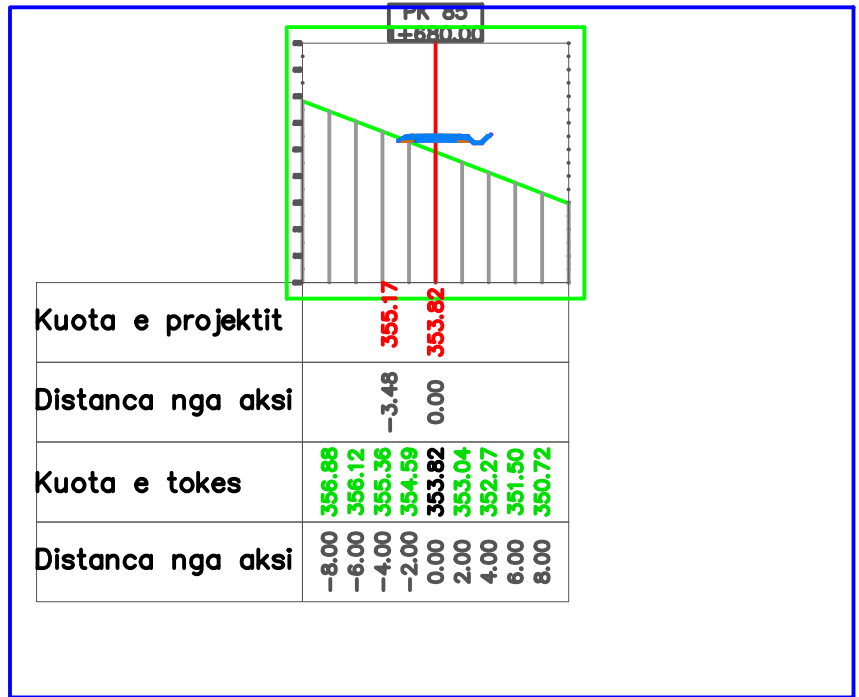 PK 85
+680.00
Kuota e projektit 355.17 353.82
Distanca nga aksi -3.48 0.00
Kuota e tokes 356.88 356.12 355.36 354.59 353.82 353.04 352.27 351.50 350.72
Distanca nga aksi -8.00 -6.00 -4.00 -2.00 0.00 2.00 4.00 6.00 8.00